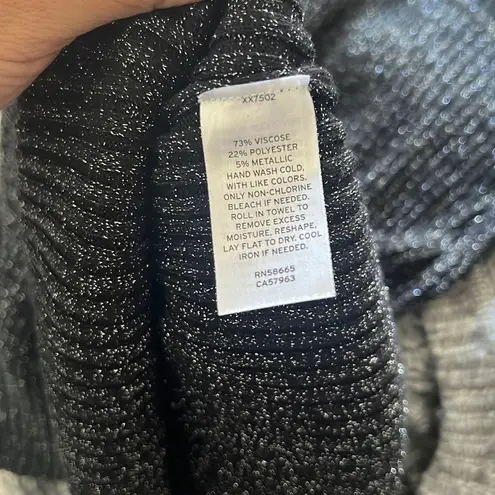 XX7502
73% VISCOSE
22% POLYESTER
5% METALLIC
HAND WASH COLD,
WITH LIKE COLORS.
ONLY NON-CHLORINE
BLEACH IF NEEDED.
ROLL IN TOWEL TO
REMOVE EXCESS
MOISTURE, RESHAPE,
LAY FLAT TO DRY. COOL
IRON IF NEEDED.
RN58665
CA57963